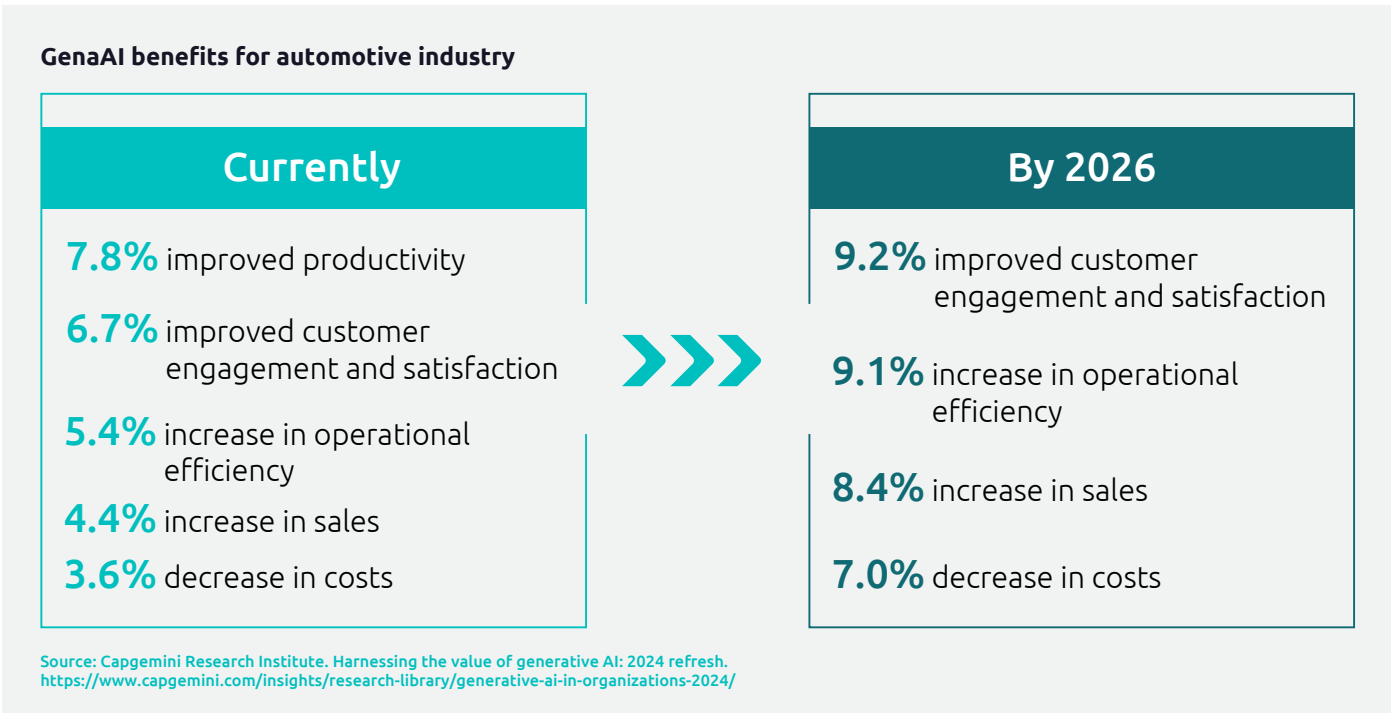 GenaAI benefits for automotive industry
Currently
7.8% improved productivity
6.7% improved customer
engagement and satisfaction
5.4% increase in operational
efficiency
4.4% increase in sales
3.6% decrease in costs
By 2026
9.2% improved customer
engagement and satisfaction
9.1% increase in operational
efficiency
8.4% increase in sales
7.0% decrease in costs
Source: Capgemini Research Institute. Harnessing the value of generative AI: 2024 refresh.
https://www.capgemini.com/insights/research-library/generative-ai-in-organizations-2024/